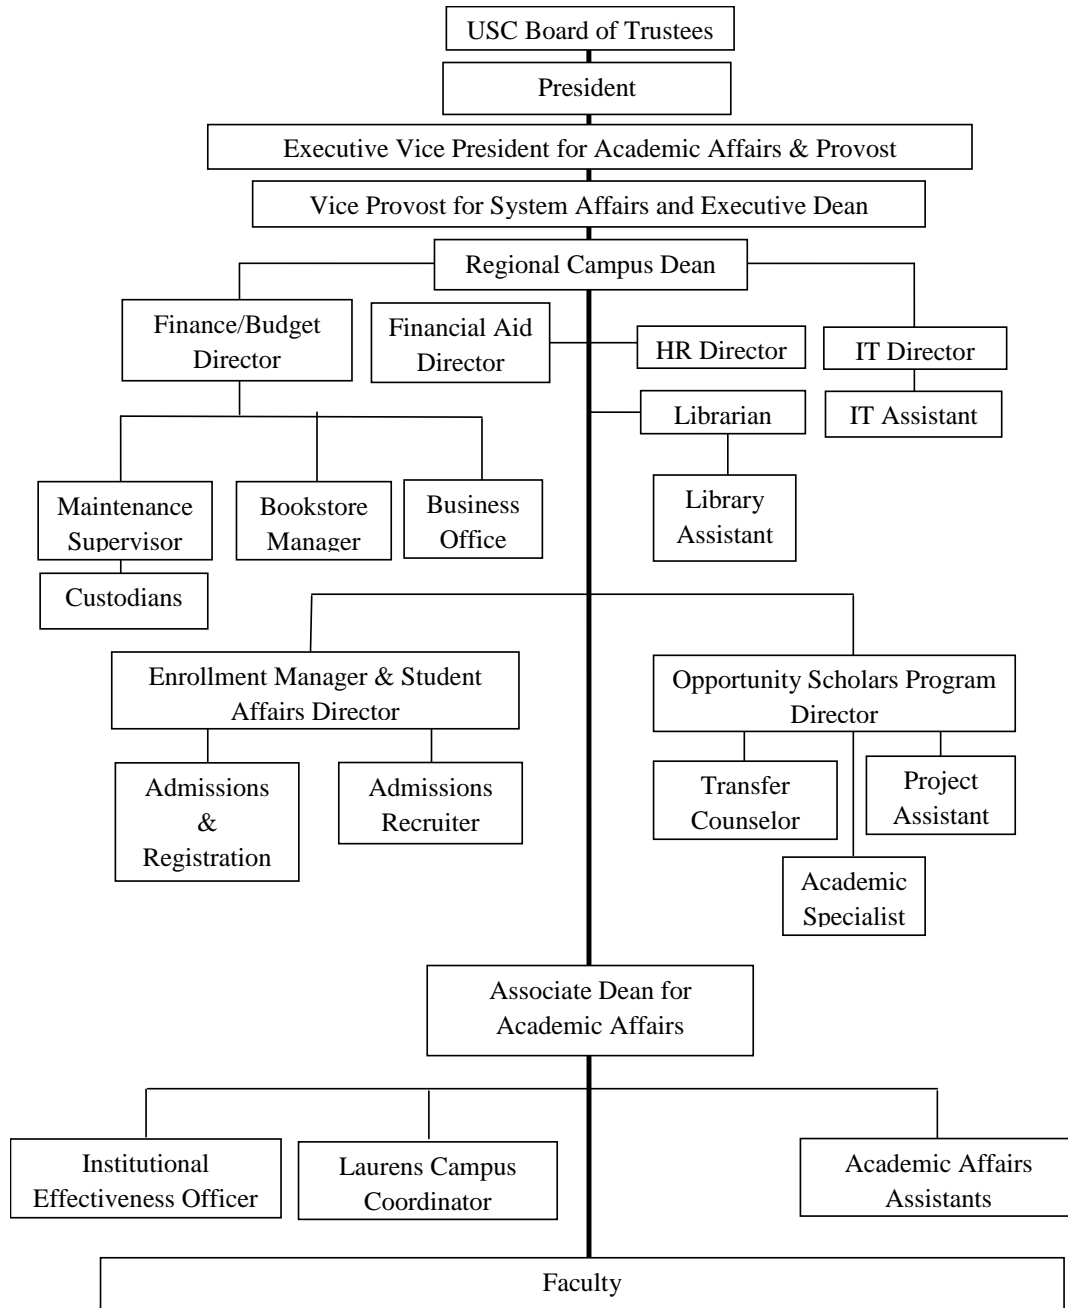 USC Board of Trustees
President
Executive Vice President for Academic Affairs & Provost
Vice Provost for System Affairs and Executive Dean
Regional Campus Dean
Finance/Budget
Director
Financial Aid
Director
HR Director
IT Director
Librarian
IT Assistant
Maintenance
Supervisor
Bookstore
Manager
Business
Office
Library
Assistant
Custodians
Enrollment Manager & Student
Affairs Director
Opportunity Scholars Program
Director
Admissions
&
Registration
Admissions
Recruiter
Transfer
Counselor
Project
Assistant
Academic
Specialist
Associate Dean for
Academic Affairs
Institutional
Effectiveness Officer
Laurens Campus
Coordinator
Academic Affairs
Assistants
Faculty